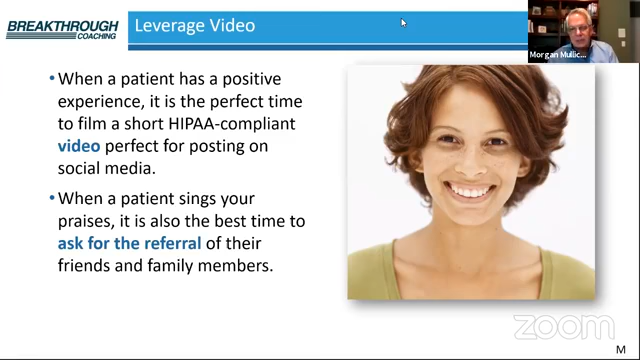 BREAKTHROUGH
COACHING
Leverage Video
Morgan Mullic...
• When a patient has a positive
experience, it is the perfect time
to film a short HIPAA-compliant
video perfect for posting on
social media.
• When a patient sings your
praises, it is also the best time to
ask for the referral of their
friends and family members.
zoom
M